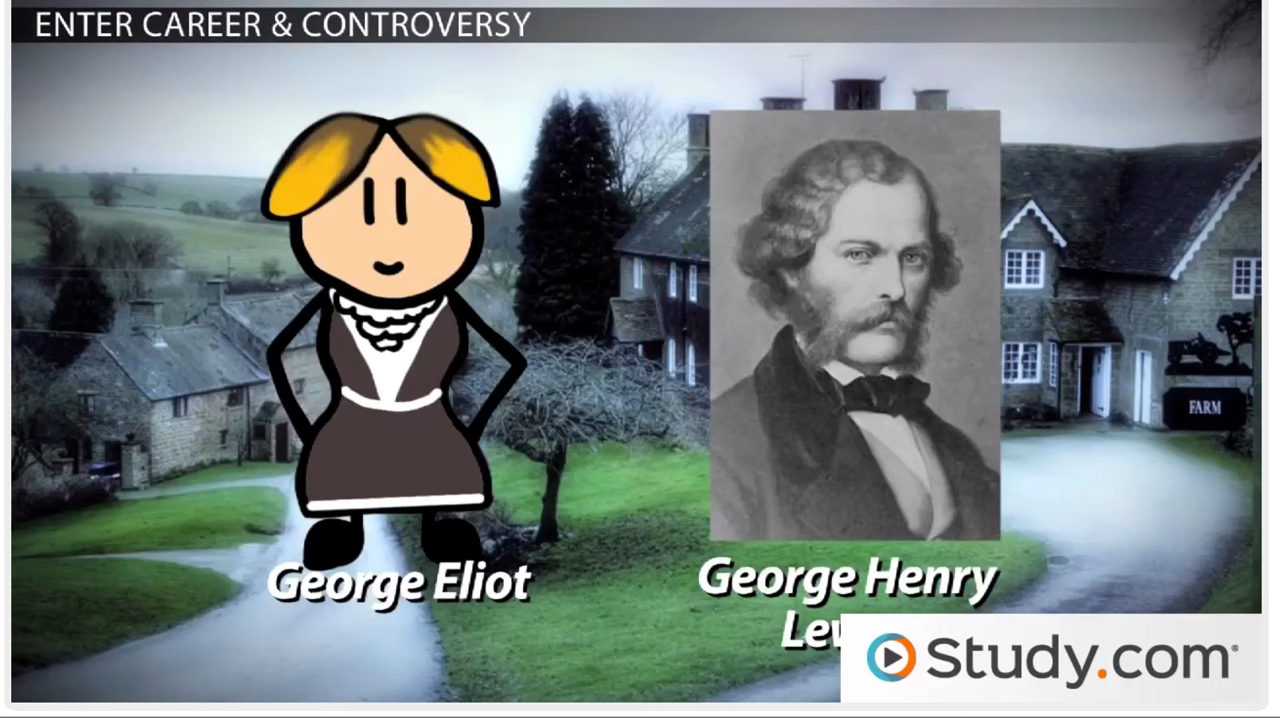 ENTER CAREER & CONTROVERSY
FARM
George Eliot
George Henry
Study.com®